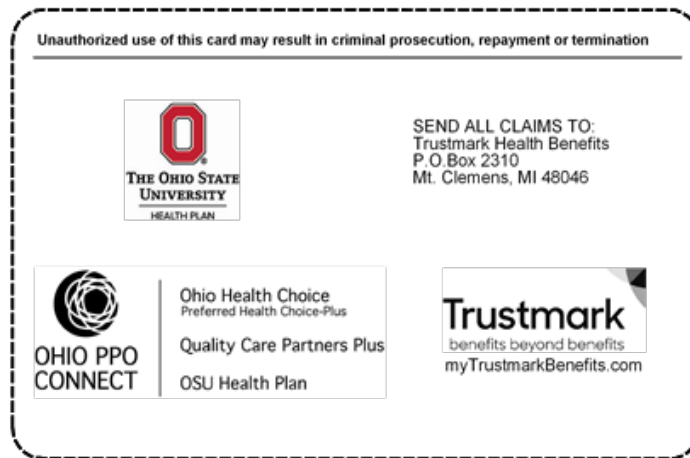 Unauthorized use of this card may result in criminal prosecution, repayment or termination
O
THE OHIO STATE
UNIVERSITY
HEALTH PLAN
SEND ALL CLAIMS TO:
Trustmark Health Benefits
P.O.Box 2310
Mt. Clemens, MI 48046
OHIO PPO
CONNECT
Ohio Health Choice
Preferred Health Choice-Plus
Quality Care Partners Plus
OSU Health Plan
Trustmark
benefits beyond benefits
myTrustmarkBenefits.com